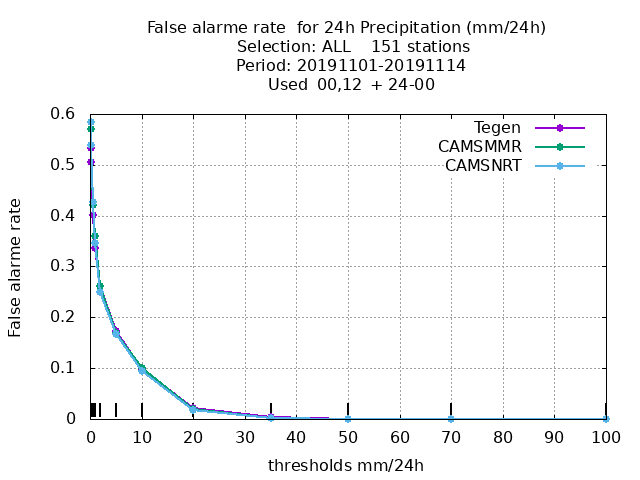 False alarme rate  for 24h Precipitation (mm/24h)
Selection: ALL    151 stations
Period: 20191101-20191114
Used  00,12  + 24-00
Tegen
CAMSMMR
CAMSNRT
False alarme rate
0.6
0.5
0.4
0.3
0.2
0.1
0
0 10 20 30 40 50 60 70 80 90 100
thresholds mm/24h